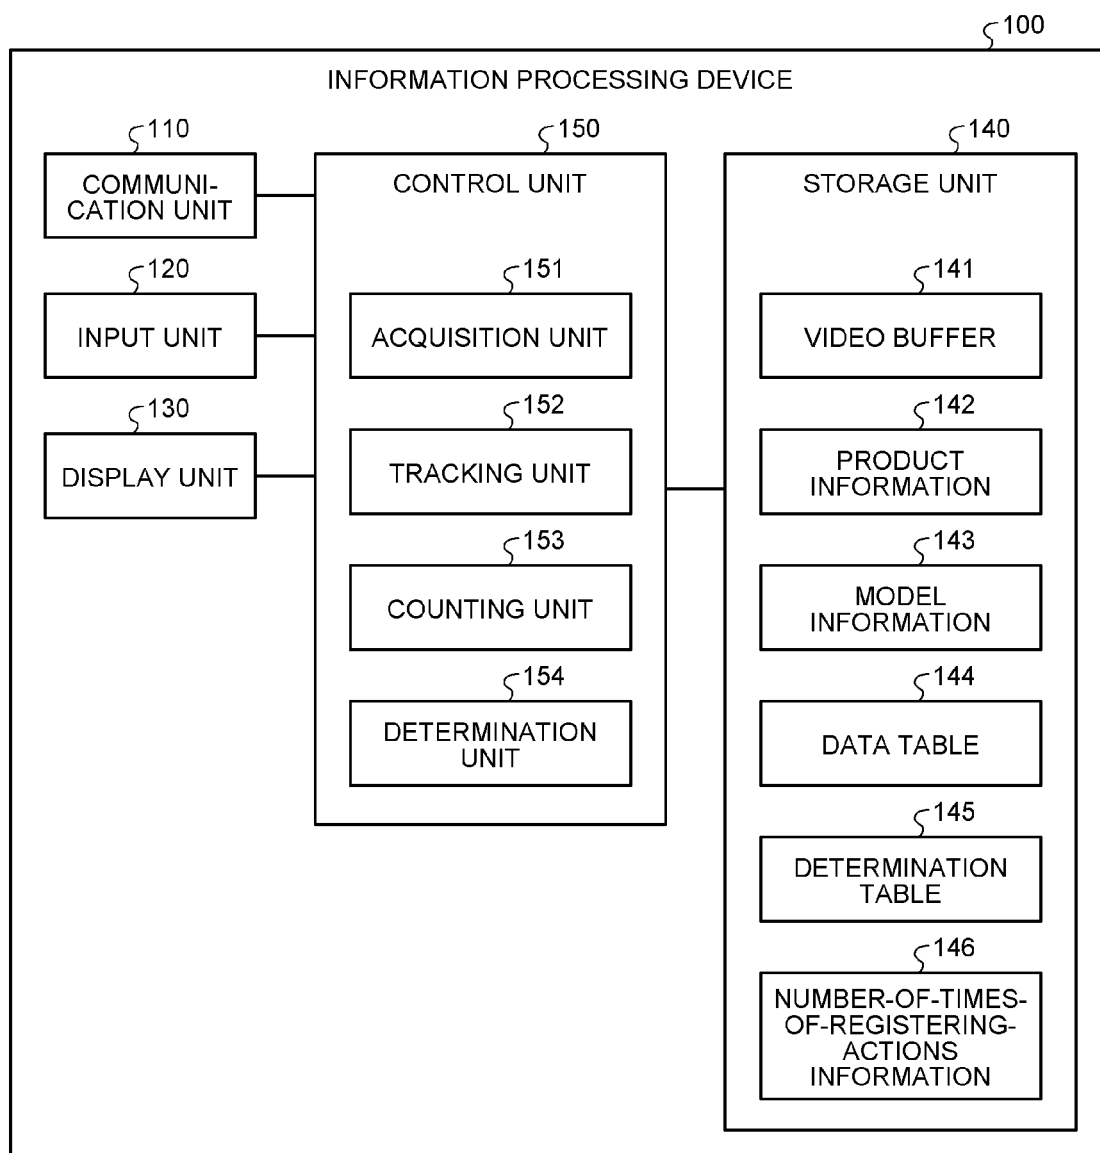 100
INFORMATION PROCESSING DEVICE
110
COMMUNI-
CATION UNIT
120
INPUT UNIT
130
DISPLAY UNIT
150
CONTROL UNIT
151
ACQUISITION UNIT
152
TRACKING UNIT
153
COUNTING UNIT
154
DETERMINATION
UNIT
140
STORAGE UNIT
141
VIDEO BUFFER
142
PRODUCT
INFORMATION
143
MODEL
INFORMATION
144
DATA TABLE
145
DETERMINATION
TABLE
146
NUMBER-OF-TIMES-
OF-REGISTERING-
ACTIONS
INFORMATION